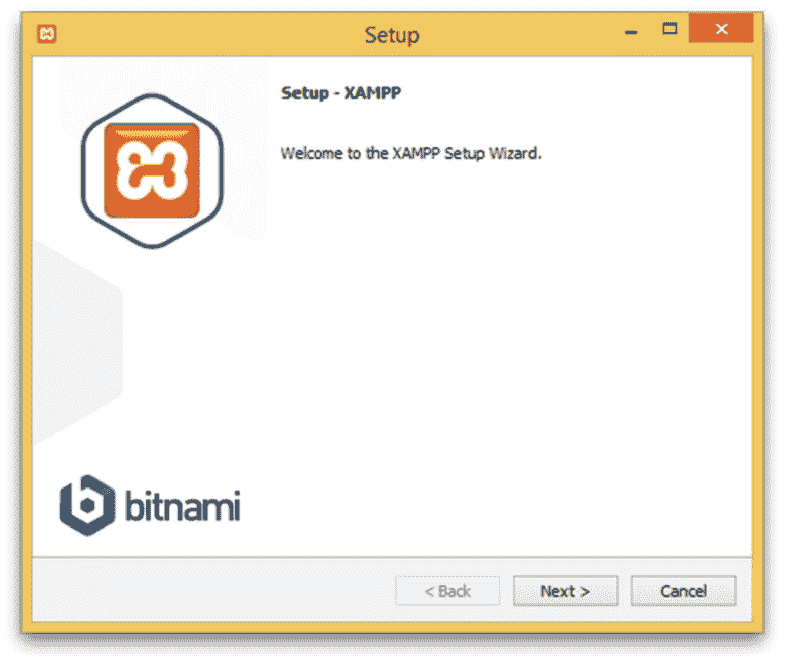 Setup
Setup - XAMPP
Welcome to the XAMPP Setup Wizard.
bitnami
< Back
Next >
Cancel